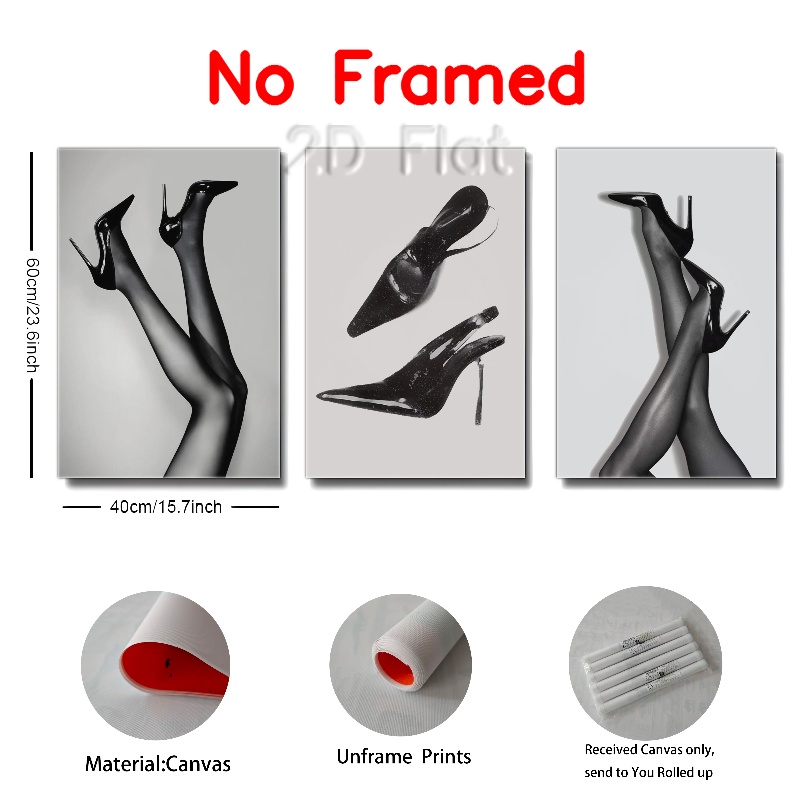 No Framed
2D Flat
60cm/23.6inch
40cm/15.7inch
Material:Canvas
Unframe Prints
Received Canvas only,
send to You Rolled up